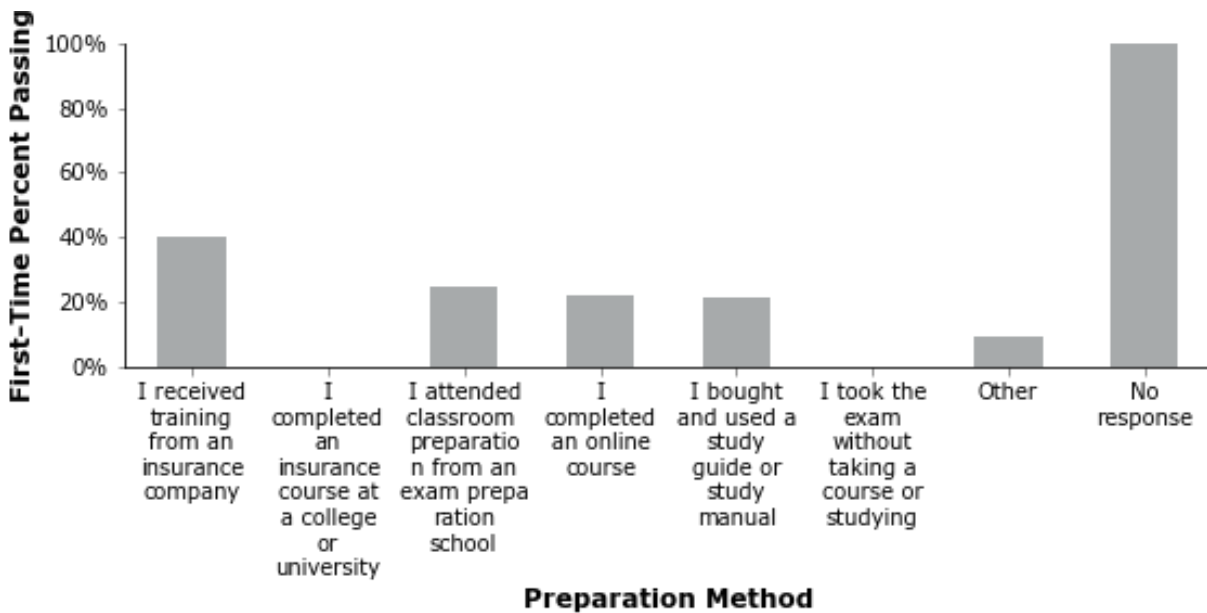 First-Time Percent Passing
100%
80%
60%
40%
20%
0%
I received
training
from an
insurance
company
I
completed
an
insurance
course at
a college
or
university
I attended
classroom
preparatio
n from an
exam prepa
ration
school
I
completed
an online
course
I bought
and used a
study
guide or
study
manual
I took the
exam
without
taking a
course or
studying
Other
No
response
Preparation Method